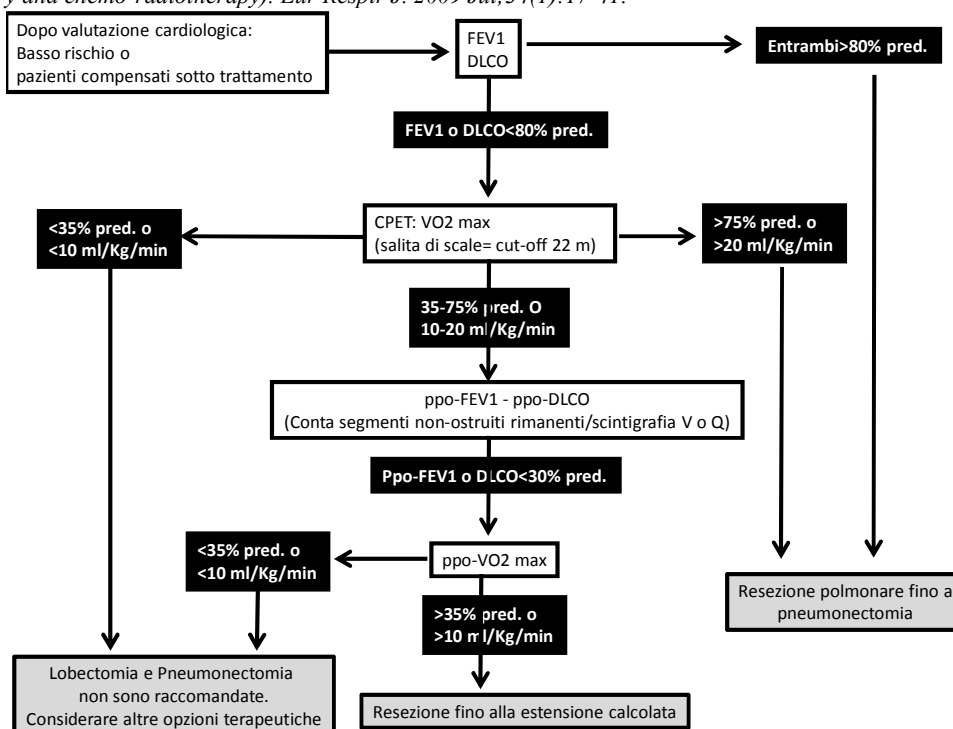 y and chemo-radiotherapy). Eur Respir J. 2009 Jul;34(1):17-41.
Dopo valutazione cardiologica:
Basso rischio o
pazienti compensati sotto trattamento
FEV1
DLCO
Entrambi>80% pred.
FEV1 o DLCO<80% pred.
<35% pred. o
<10 ml/Kg/min
CPET: VO2 max
(salita di scale= cut-off 22 m)
>75% pred. o
>20 ml/Kg/min
35-75% pred. O
10-20 ml/Kg/min
ppo-FEV1 - ppo-DLCO
(Conta segmenti non-ostruiti rimanenti/scintigrafia V o Q)
Ppo-FEV1 o DLCO<30% pred.
<35% pred. o
<10 ml/Kg/min
ppo-VO2 max
>35% pred. o
>10 ml/Kg/min
Resezione polmonare fino a
pneumonectomia
Lobectomia e Pneumonectomia
non sono raccomandate.
Considerare altre opzioni terapeutiche
Resezione fino alla estensione calcolata